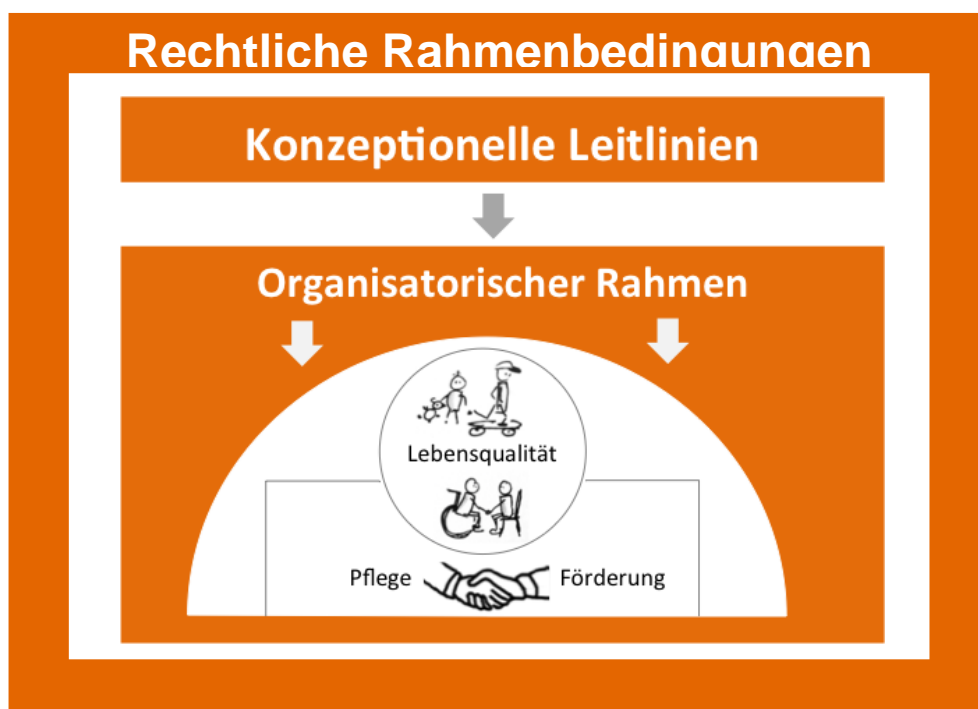 Rechtliche Rahmenbedingungen
Konzeptionelle Leitlinien
Organisatorischer Rahmen
Lebensqualität
Pflege Förderung